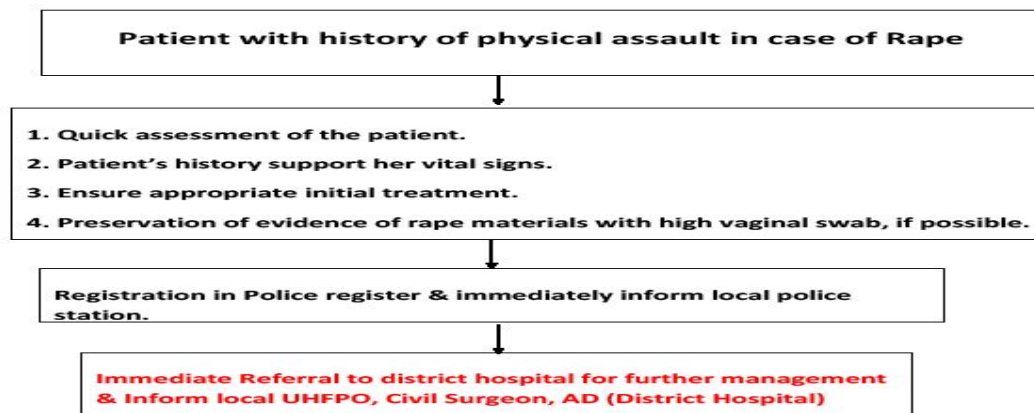 Patient with history of physical assault in case of Rape
1. Quick assessment of the patient.
2. Patient's history support her vital signs.
3. Ensure appropriate initial treatment.
4. Preservation of evidence of rape materials with high vaginal swab, if possible.
Registration in Police register & immediately inform local police
station.
Immediate Referral to district hospital for further management
& Inform local UHFPO, Civil Surgeon, AD (District Hospital)